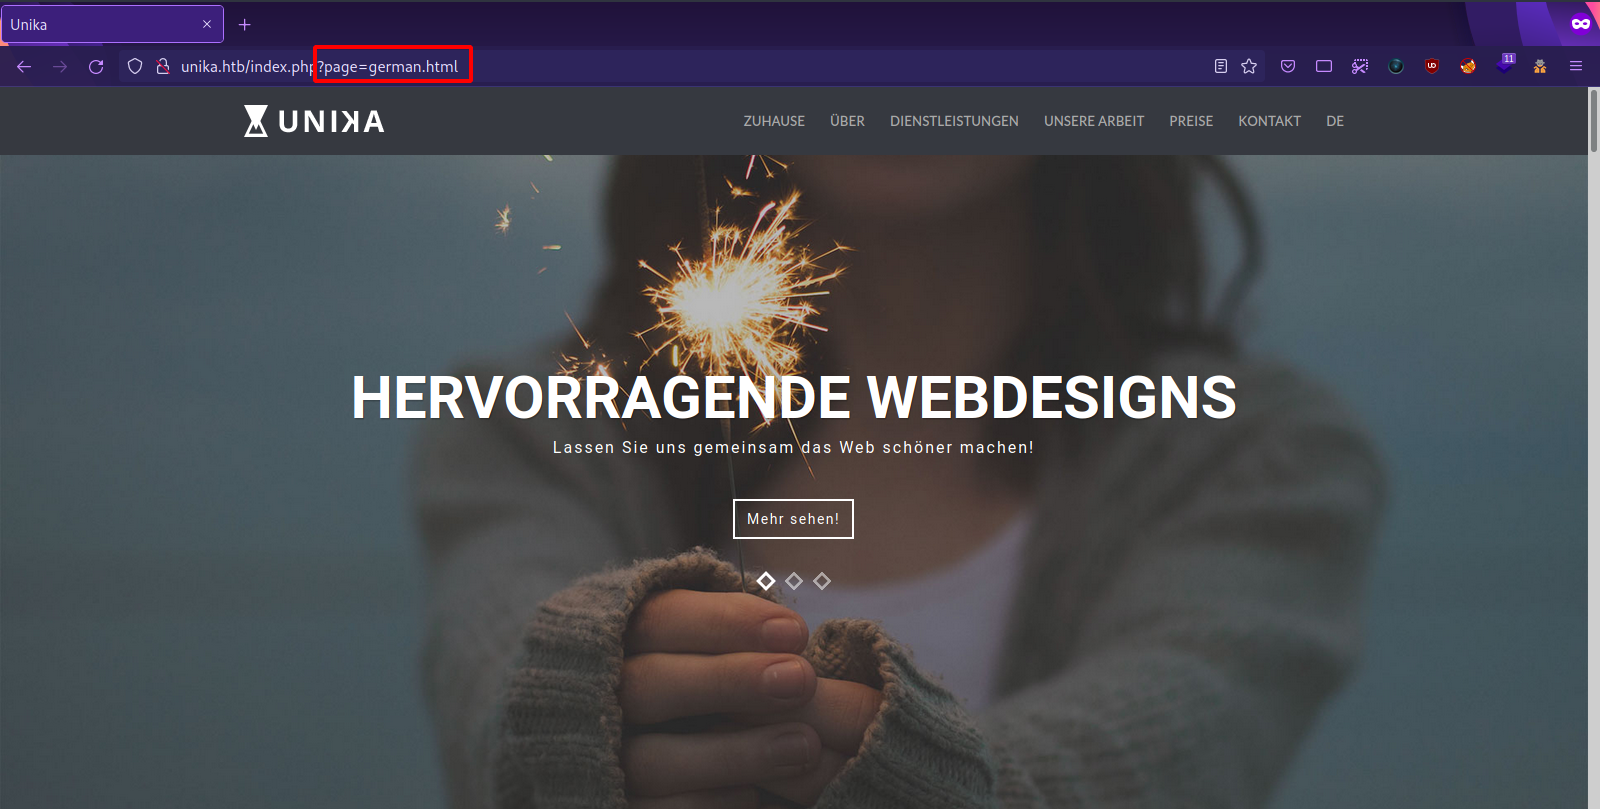 Unika
unika.htb/index.php?page=german.html
11
UNIKA
ZUHAUSE ÜBER DIENSTLEISTUNGEN UNSERE ARBEIT PREISE KONTAKT DE
HERVORRAGENDE WEBDESIGNS
Lassen Sie uns gemeinsam das Web schöner machen!
Mehr sehen!